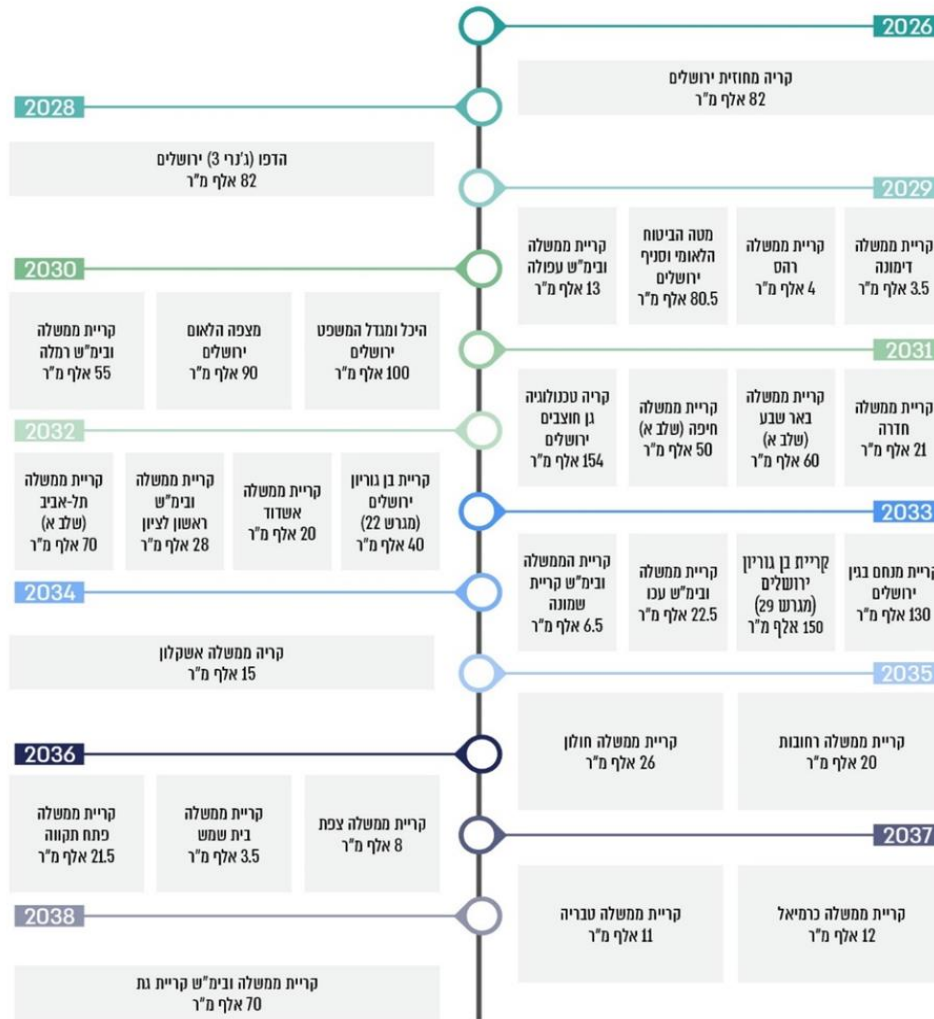 2026
קריה מחוזית ירושלים
82 אלף מ"ר
2028
הדפו (ג'נרי 3) ירושלים
82 אלף מ"ר
2029
קריית ממשלה
דימונה
3.5 אלף מ"ר
קריית ממשלה
רהט
4 אלף מ"ר
מטה הביטוח
הלאומי וסניף
ירושלים
80.5 אלף מ"ר
קריית ממשלה
ובימ"ש עפולה
13 אלף מ"ר
2030
היכל ומגדל המשפט
ירושלים
100 אלף מ"ר
מצפה הלאום
ירושלים
90 אלף מ"ר
קריית ממשלה
ובימ"ש רמלה
55 אלף מ"ר
2031
קריית ממשלה
חדרה
21 אלף מ"ר
קריית ממשלה
באר שבע
(שלב א)
60 אלף מ"ר
קריית ממשלה
חיפה (שלב א)
50 אלף מ"ר
קריה טכנולוגיה
גן חוצבים
ירושלים
154 אלף מ"ר
2032
קריית בן גוריון
ירושלים
(מגרש 22)
40 אלף מ"ר
קריית ממשלה
אשדוד
20 אלף מ"ר
קריית ממשלה
ובימ"ש
ראשון לציון
28 אלף מ"ר
קריית ממשלה
תל-אביב
(שלב א)
70 אלף מ"ר
2033
קריית מנחם בגין
ירושלים
130 אלף מ"ר
קריית בן גוריון
ירושלים
(מגרש 29)
150 אלף מ"ר
קריית ממשלה
ובימ"ש עכו
22.5 אלף מ"ר
קריית הממשלה
ובימ"ש קריית
שמונה
6.5 אלף מ"ר
2034
קריה ממשלה אשקלון
15 אלף מ"ר
2035
קריית ממשלה רחובות
20 אלף מ"ר
קריית ממשלה חולון
26 אלף מ"ר
2036
קריית ממשלה צפת
8 אלף מ"ר
קריית ממשלה
בית שמש
3.5 אלף מ"ר
קריית ממשלה
פתח תקווה
21.5 אלף מ"ר
2037
קריית ממשלה כרמיאל
12 אלף מ"ר
קריית ממשלה טבריה
11 אלף מ"ר
2038
קריית ממשלה ובימ"ש קריית גת
70 אלף מ"ר